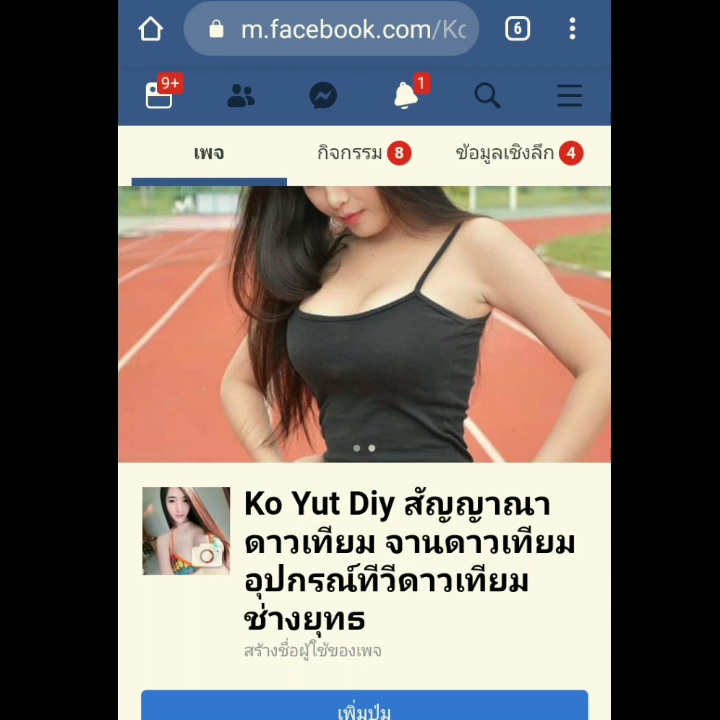 m.facebook.com/Kc
6
9+
1
เพจ
กิจกรรม 8
ข้อมูลเชิงลึก 4
Ko Yut Diy สัญญาณา
ดาวเทียม จานดาวเทียม
อุปกรณ์ทีวีดาวเทียม
ช่างยุทธ
สร้างชื่อผู้ใช้ของเพจ
เพิ่มปุ่ม